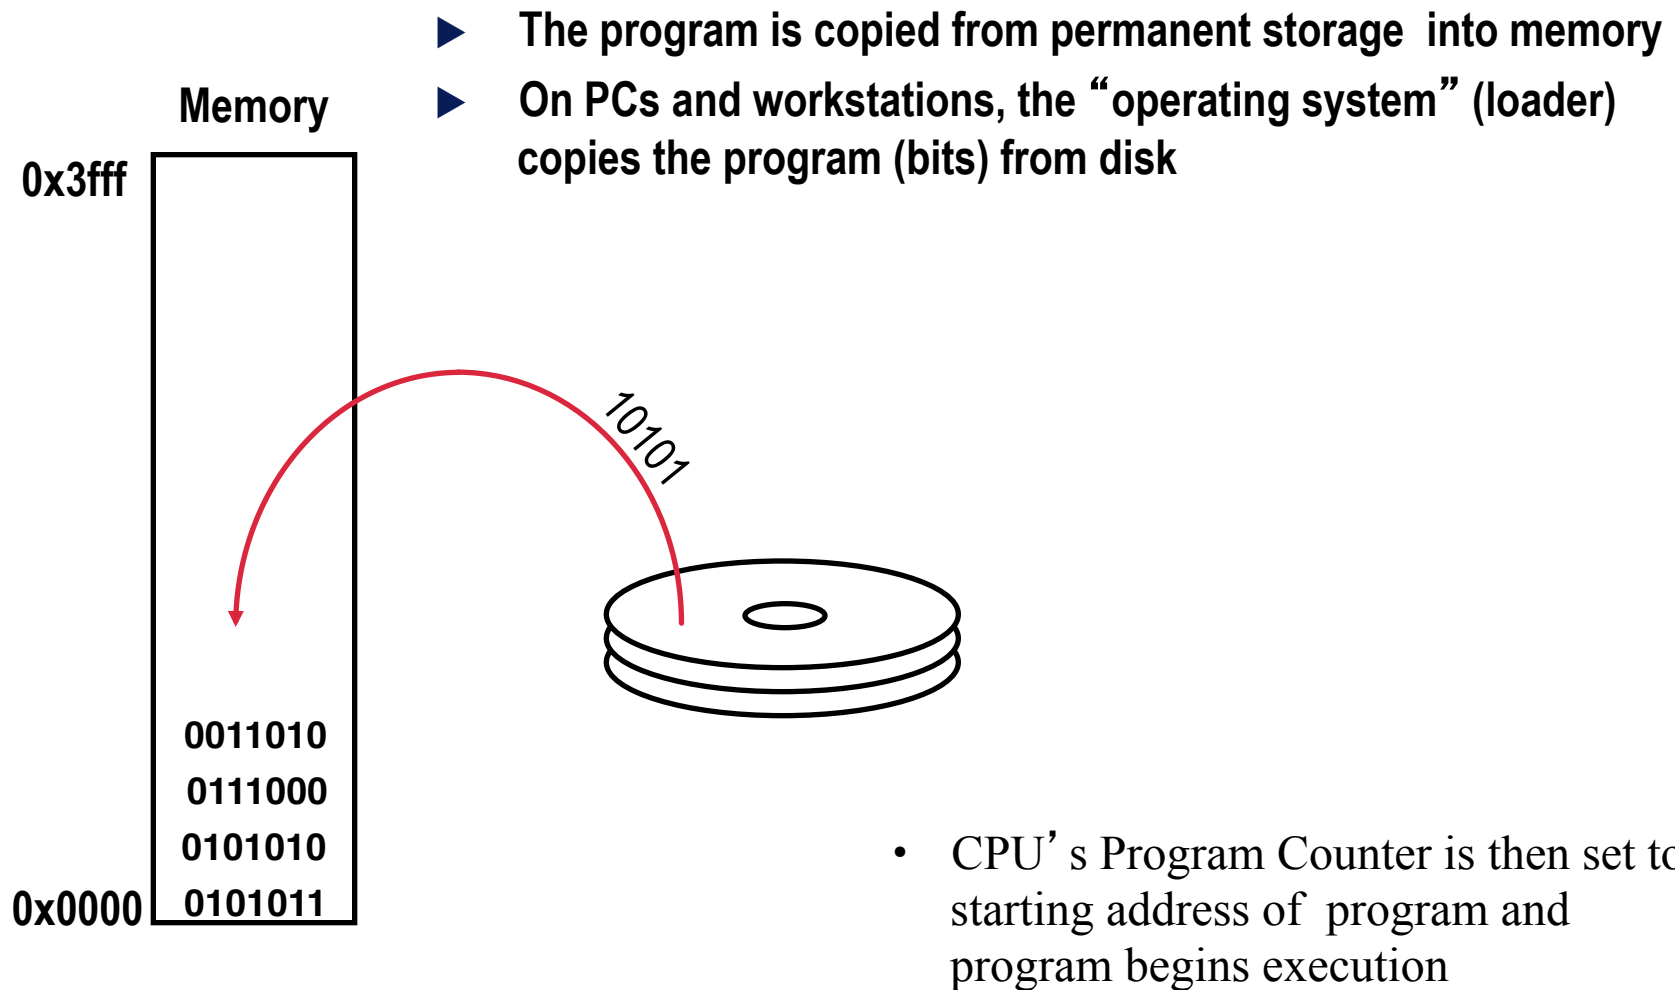 The program is copied from permanent storage into memory
On PCs and workstations, the “operating system” (loader)
copies the program (bits) from disk
Memory
0x3fff
10101
0011010
0111000
0101010
0x0000 0101011
• CPU’s Program Counter is then set to
starting address of program and
program begins execution